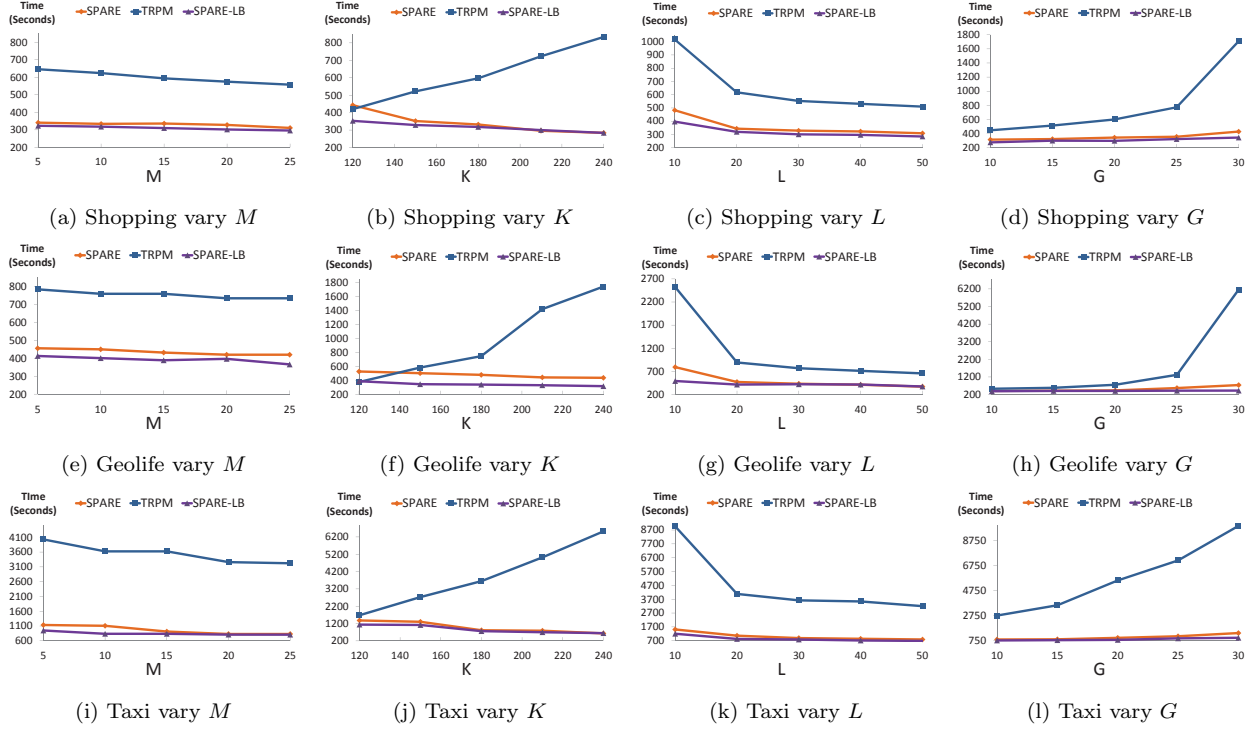 Time (Seconds) SPARE TRPM SPARE-LB
800
700
600
500
400
300
200
5 10 15 20 25
M
(a) Shopping vary M
Time (Seconds) SPARE TRPM SPARE-LB
800
700
600
500
400
300
200
120 140 160 180 200 220 240
K
(b) Shopping vary K
Time (Seconds) SPARE TRPM SPARE-LB
1000
900
800
700
600
500
400
300
200
10 20 30 40 50
L
(c) Shopping vary L
Time (Seconds) SPARE TRPM SPARE-LB
1800
1600
1400
1200
1000
800
600
400
200
10 15 20 25 30
G
(d) Shopping vary G
Time (Seconds) SPARE TRPM SPARE-LB
800
700
600
500
400
300
200
5 10 15 20 25
M
(e) Geolife vary M
Time (Seconds) SPARE TRPM SPARE-LB
1800
1600
1400
1200
1000
800
600
400
200
120 140 160 180 200 220 240
K
(f) Geolife vary K
Time (Seconds) SPARE TRPM SPARE-LB
2700
2200
1700
1200
700
200
10 20 30 40 50
L
(g) Geolife vary L
Time (Seconds) SPARE TRPM SPARE-LB
6200
5200
4200
3200
2200
1200
200
10 15 20 25 30
G
(h) Geolife vary G
TIme (Seconds) SPARE TRPM SPARE-LB
4100
3600
3100
2600
2100
1600
1100
600
5 10 15 20 25
M
(i) Taxi vary M
Time (Seconds) SPARE TRPM SPARE-LB
6200
5200
4200
3200
2200
1200
200
120 140 160 180 200 220 240
K
(j) Taxi vary K
Time (Seconds) SPARE TRPM SPARE-LB
8700
7700
6700
5700
4700
3700
2700
1700
700
10 20 30 40 50
L
(k) Taxi vary L
Time (Seconds) SPARE TRPM SPARE-LB
8750
6750
4750
2750
750
10 15 20 25 30
G
(l) Taxi vary G